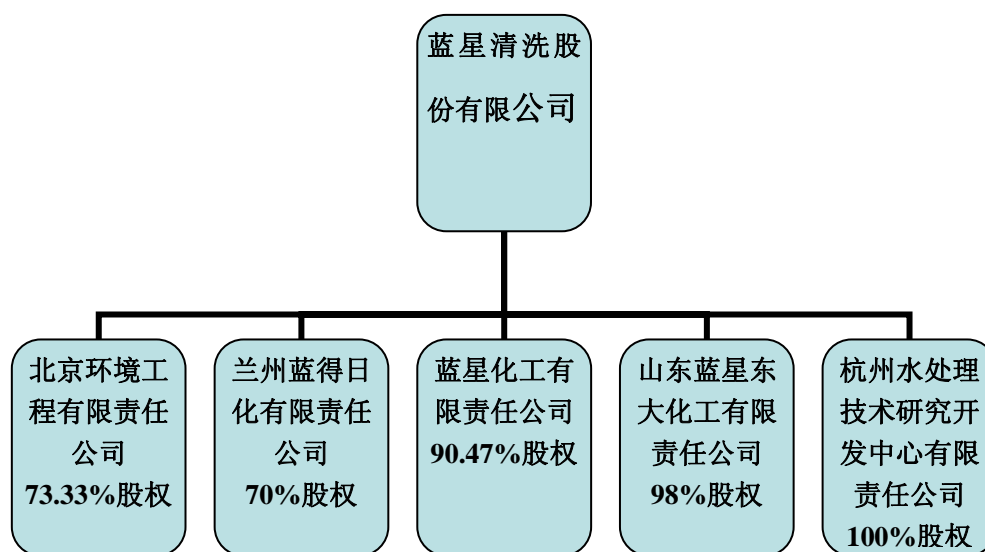 蓝星清洗股
份有限公司
北京环境工
程有限责任
公司
73.33%股权
兰州蓝得日
化有限责任
公司
70%股权
蓝星化工有
限责任公司
90.47%股权
山东蓝星东
大化工有限
责任公司
98%股权
杭州水处理
技术研究开
发中心有限
责任公司
100%股权